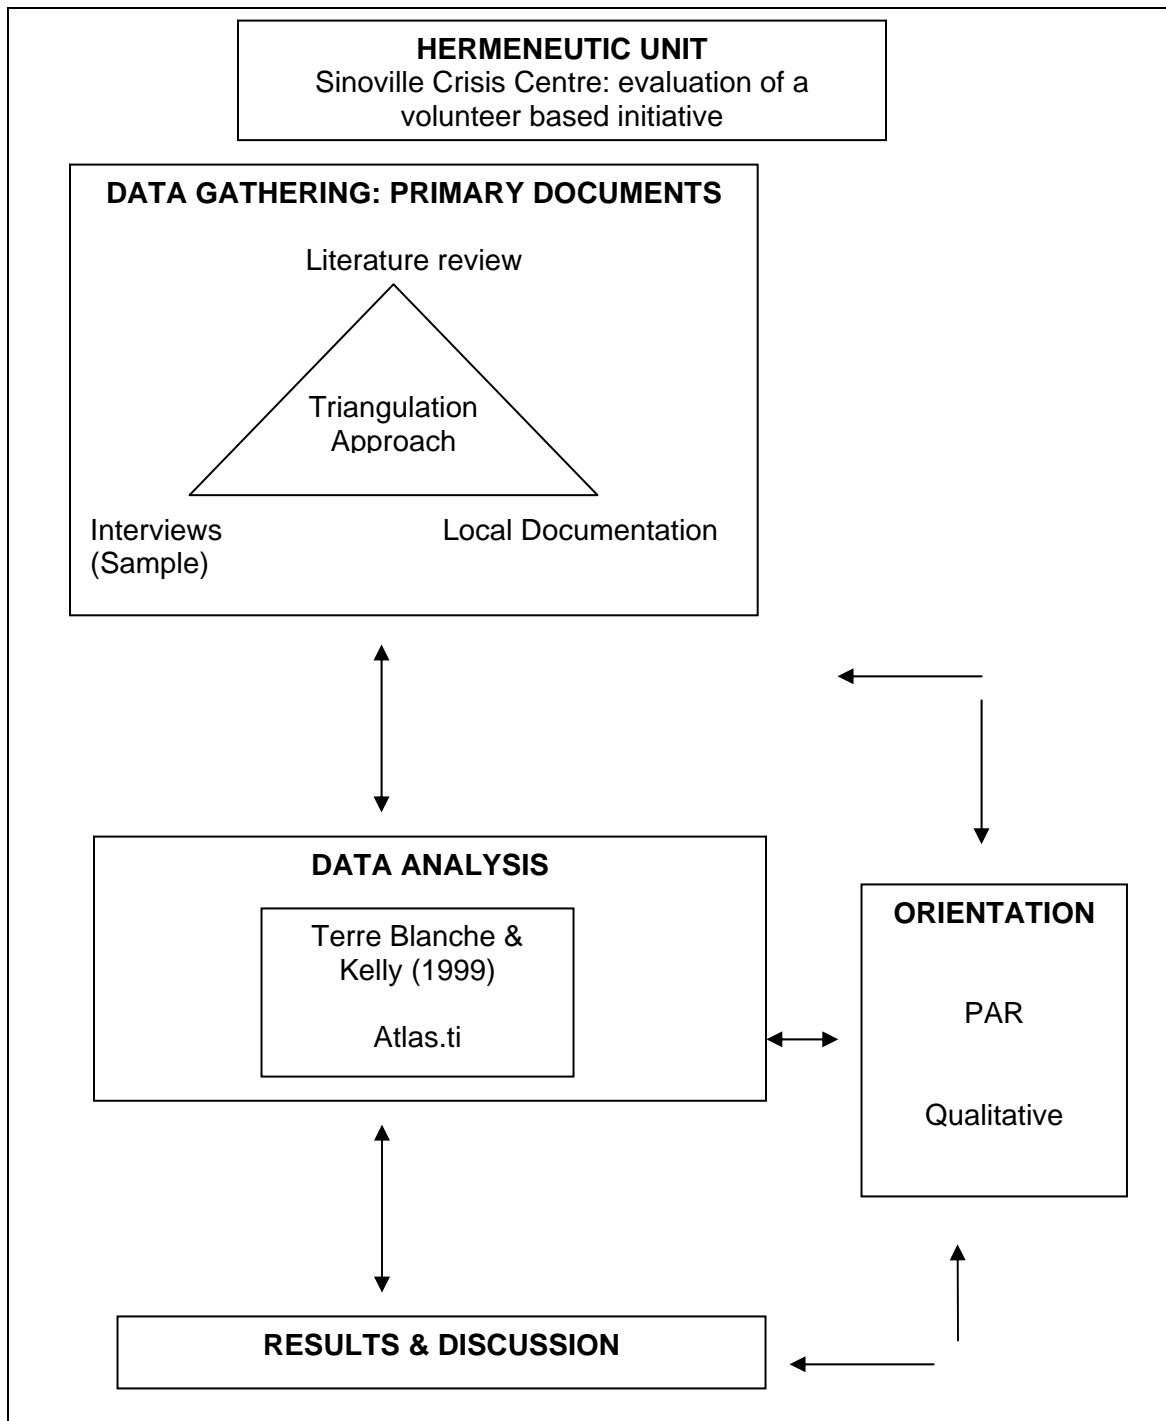 HERMENEUTIC UNIT
Sinoville Crisis Centre: evaluation of a
volunteer based initiative
DATA GATHERING: PRIMARY DOCUMENTS
Literature review
Triangulation
Approach
Interviews
(Sample)
Local Documentation
DATA ANALYSIS
Terre Blanche &
Kelly (1999)
Atlas.ti
ORIENTATION
PAR
Qualitative
RESULTS & DISCUSSION